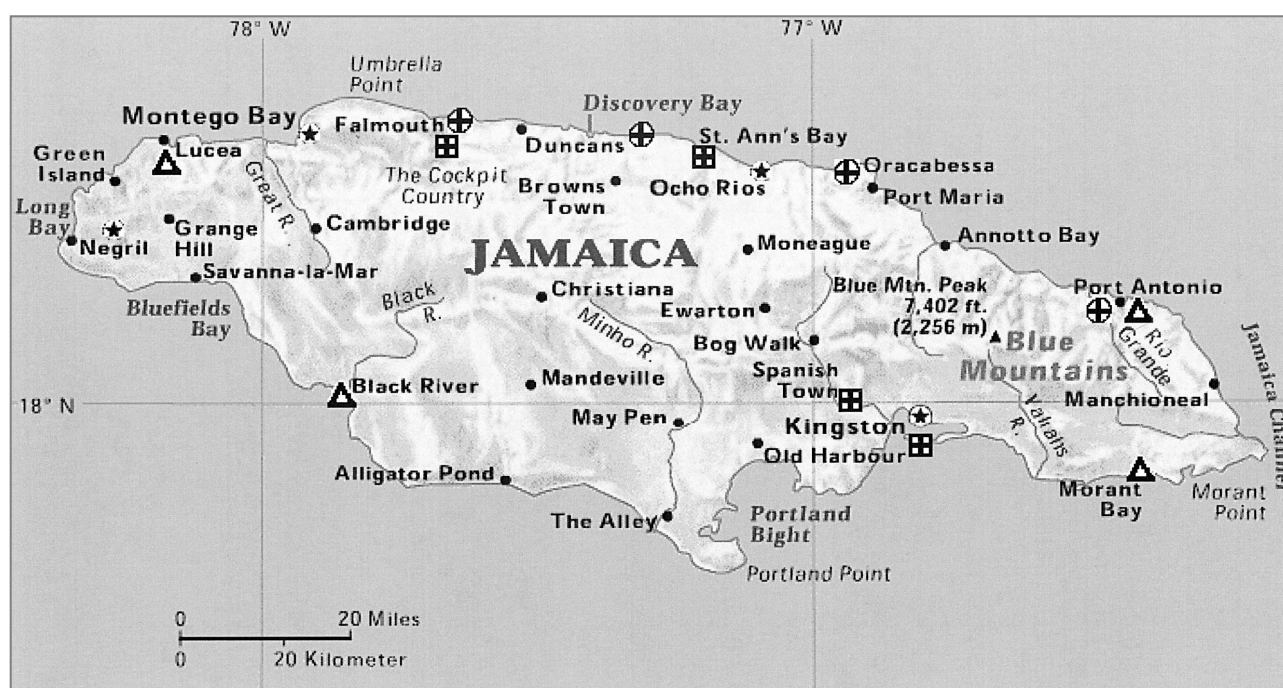 78° W
77° W
Umbrella
Point
Discovery Bay
Montego Bay
Falmouth
St. Ann's Bay
Lucea
Duncans
Green
Island
Oracabessa
The Cockpit
Country
Great R.
Browns
Town
Ocho Rios
Port Maria
Long
Bay
Negril
Grange
Hill
Cambridge
JAMAICA
Moneague
Annotto Bay
Savanna-la-Mar
Black
R.
Christiana
Blue Mtn. Peak
7,402 ft.
(2,256 m)
Port Antonio
Bluefields
Bay
Minho R.
Ewarton
Bog Walk
Blue
Mountains
Rio
Grande
Jamaica Channel
Black River
Mandeville
Spanish
Town
Manchioneal
18° N
May Pen
Kingston
R.
Old Harbour
Alligator Pond
Morant
Bay
Morant
Point
The Alley
Portland
Bight
Portland Point
0 20 Miles
0 20 Kilometer